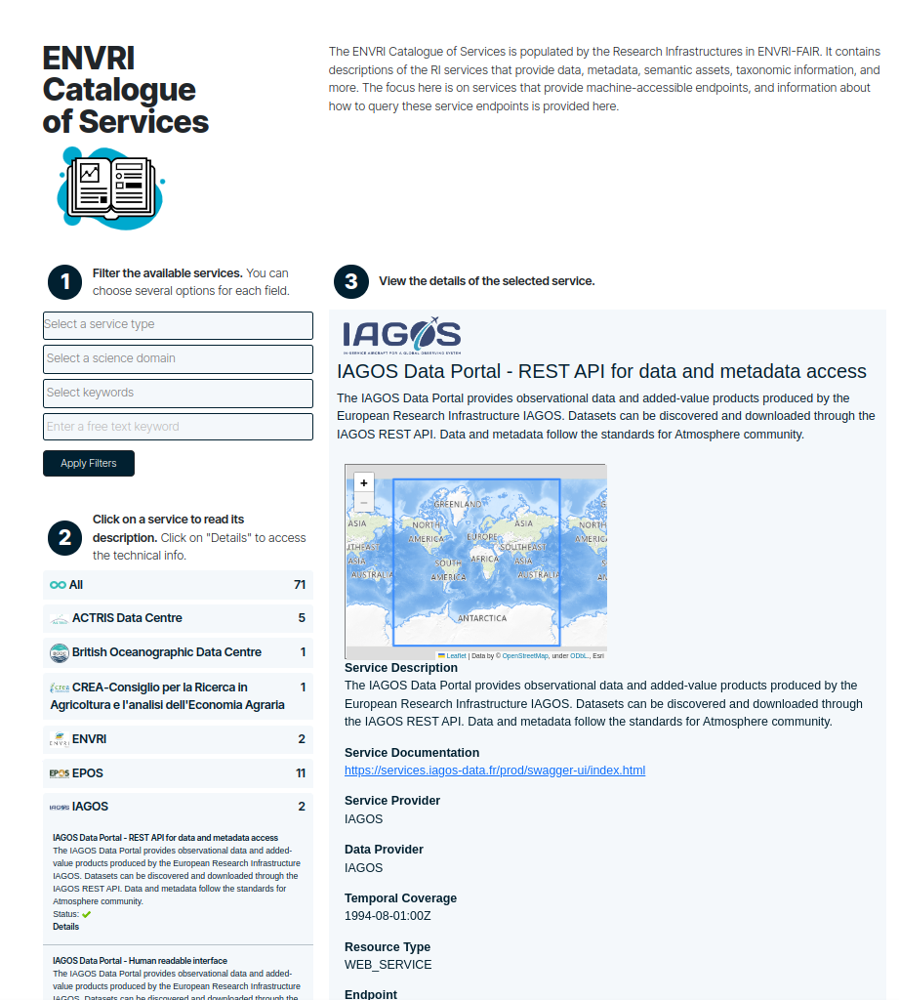 ENVRI
Catalogue
of Services
The ENVRI Catalogue of Services is populated by the Research Infrastructures in ENVRI-FAIR. It contains
descriptions of the RI services that provide data, metadata, semantic assets, taxonomic information, and
more. The focus here is on services that provide machine-accessible endpoints, and information about
how to query these service endpoints is provided here.
1
Filter the available services. You can
choose several options for each field.
Select a service type
Select a science domain
Select keywords
Enter a free text keyword
Apply Filters
2
Click on a service to read its
description. Click on "Details" to access
the technical info.
All 71
ACTRIS Data Centre 5
British Oceanographic Data Centre 1
CREA-Consiglio per la Ricerca in 1
Agricoltura e l'analisi dell'Economia Agraria
ENVRI ENVRI 2
EPOS EPOS 11
IAGOS IAGOS 2
IAGOS Data Portal - REST API for data and metadata access
The IAGOS Data Portal provides observational data and added-
value products produced by the European Research Infrastructure
IAGOS. Datasets can be discovered and downloaded through the
IAGOS REST API. Data and metadata follow the standards for
Atmosphere community.
Status:
Details
IAGOS Data Portal - Human readable interface
The IAGOS Data Portal provides observational data and added-
value products produced by the European Research Infrastructure
IAGOS. Datasets can be discovered and downloaded through the
3
View the details of the selected service.
IAGOS
IN-SERVICE AIRCRAFT FOR A GLOBAL OBSERVING SYSTEM
IAGOS Data Portal - REST API for data and metadata access
The IAGOS Data Portal provides observational data and added-value products produced by the
European Research Infrastructure IAGOS. Datasets can be discovered and downloaded through the
IAGOS REST API. Data and metadata follow the standards for Atmosphere community.
+
−
GREENLAND
ASIA
NORTH
AMERICA
EUROPE
ASIA
NORTH
AMERICA
SOUTHEAST
ASIA
AFRICA
SOUTH
AMERICA
AUSTRALIA
AUSTRALIA
ANTARCTICA
Leaflet | Data by © OpenStreetMap, under ODbL., Esri
Service Description
The IAGOS Data Portal provides observational data and added-value products produced by the
European Research Infrastructure IAGOS. Datasets can be discovered and downloaded through
the IAGOS REST API. Data and metadata follow the standards for Atmosphere community.
Service Documentation
https://services.iagos-data.fr/prod/swagger-ui/index.html
Service Provider
IAGOS
Data Provider
IAGOS
Temporal Coverage
1994-08-01:00Z
Resource Type
WEB_SERVICE
Endpoint